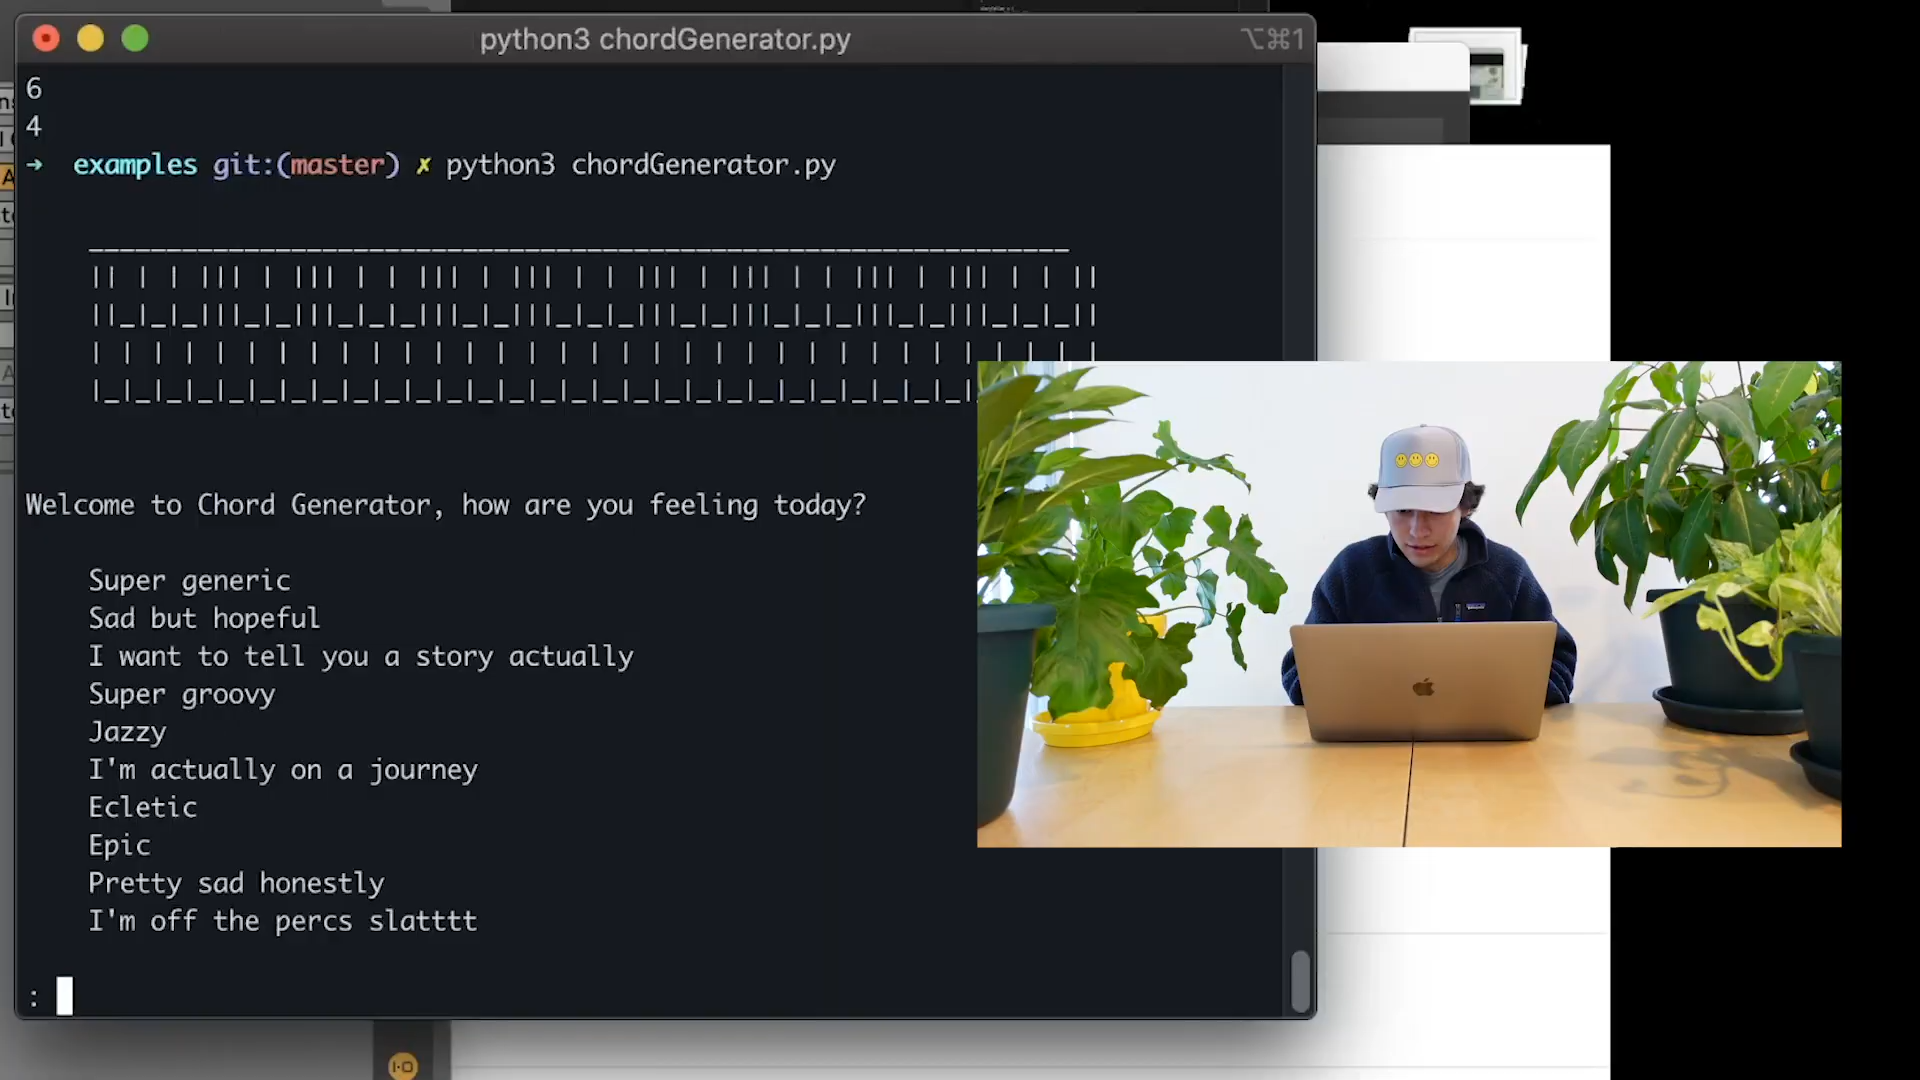 python3 chordGenerator.py
⌥⌘1
6
4
→ examples git:(master) ✗ python3 chordGenerator.py
Welcome to Chord Generator, how are you feeling today?
Super generic
Sad but hopeful
I want to tell you a story actually
Super groovy
Jazzy
I'm actually on a journey
Ecletic
Epic
Pretty sad honestly
I'm off the percs slatttt
: